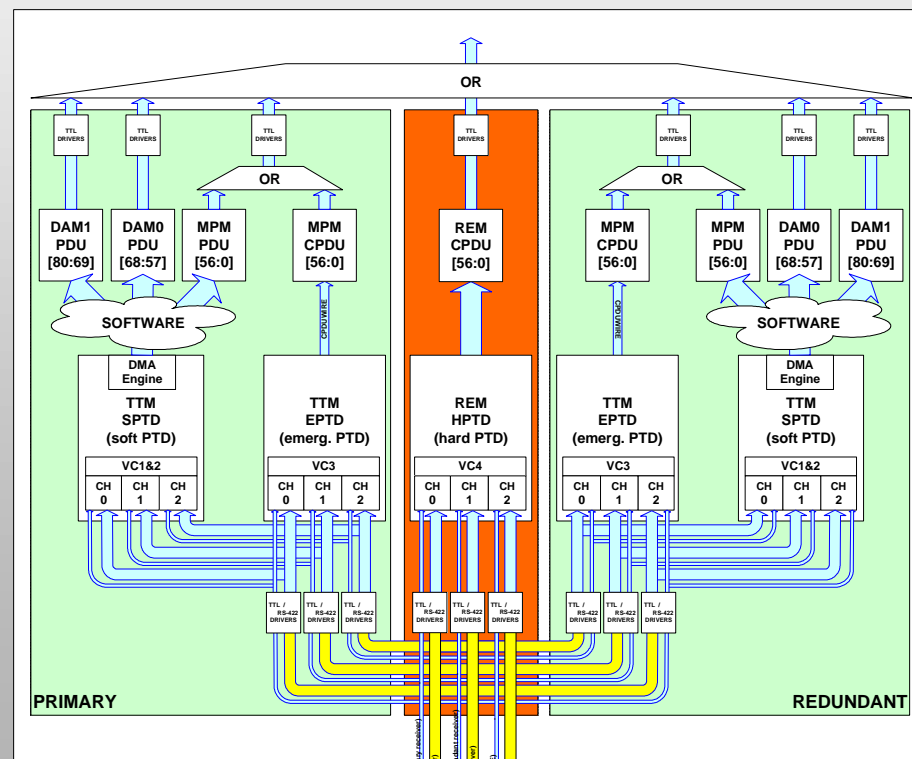 OR
TTL
DRIVERS
TTL
DRIVERS
TTL
DRIVERS
TTL
DRIVERS
TTL
DRIVERS
TTL
DRIVERS
TTL
DRIVERS
OR
OR
DAM1
PDU
[80:69]
DAM0
PDU
[68:57]
MPM
PDU
[56:0]
MPM
CPDU
[56:0]
REM
CPDU
[56:0]
MPM
CPDU
[56:0]
MPM
PDU
[56:0]
DAM0
PDU
[68:57]
DAM1
PDU
[80:69]
SOFTWARE
CPDUWIRE
CPDUWIRE
SOFTWARE
DMA
Engine
TTM
SPTD
(soft PTD)
TTM
EPTD
(emerg. PTD)
REM
HPTD
(hard PTD)
TTM
EPTD
(emerg. PTD)
DMA
Engine
TTM
SPTD
(soft PTD)
VC1&2
VC3
VC4
VC3
VC1&2
CH
0
CH
1
CH
2
CH
0
CH
1
CH
2
CH
0
CH
1
CH
2
CH
0
CH
1
CH
2
CH
0
CH
1
CH
2
TTL /
RS-422
DRIVERS
TTL /
RS-422
DRIVERS
TTL /
RS-422
DRIVERS
TTL /
RS-422
DRIVERS
TTL /
RS-422
DRIVERS
TTL /
RS-422
DRIVERS
TTL /
RS-422
DRIVERS
TTL /
RS-422
DRIVERS
TTL /
RS-422
DRIVERS
PRIMARY
REDUNDANT
receiver)
receiver)